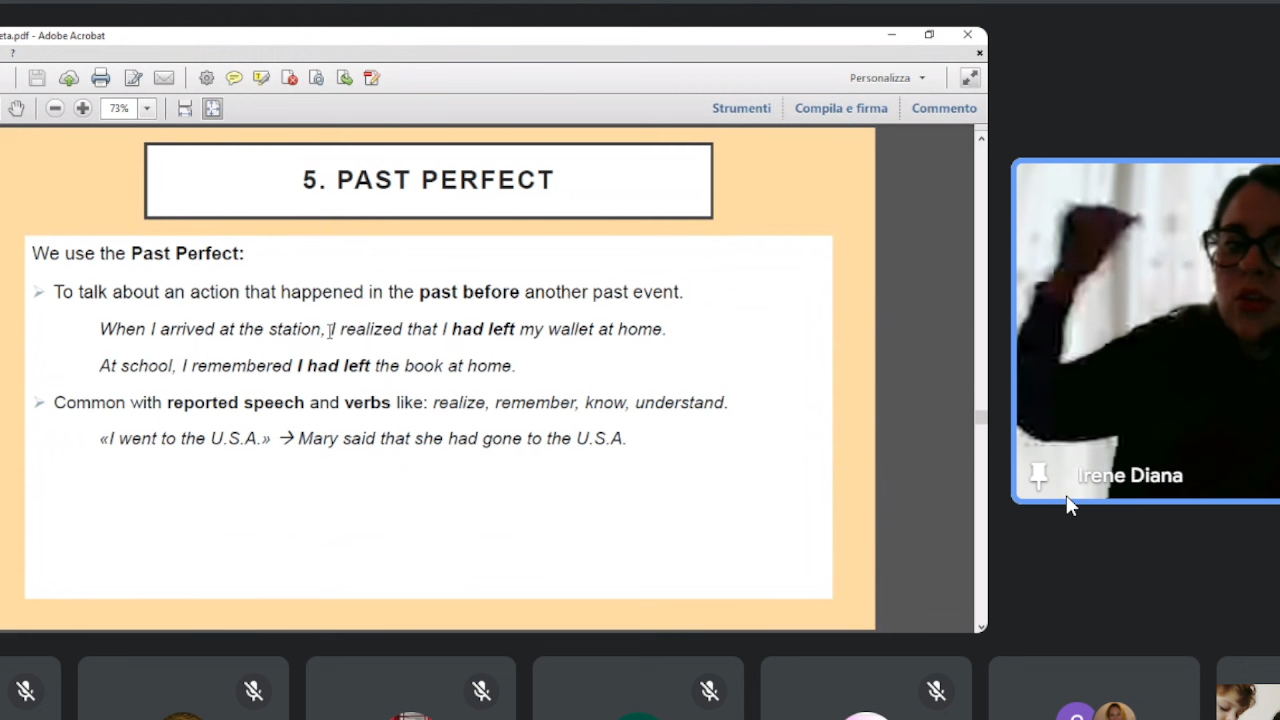 eta.pdf - Adobe Acrobat
?
73%
Personalizza
Strumenti
Compila e firma
Commento
5. PAST PERFECT
We use the Past Perfect:
To talk about an action that happened in the past before another past event.
When I arrived at the station, I realized that I had left my wallet at home.
At school, I remembered I had left the book at home.
Common with reported speech and verbs like: realize, remember, know, understand.
«I went to the U.S.A.» → Mary said that she had gone to the U.S.A.
Irene Diana